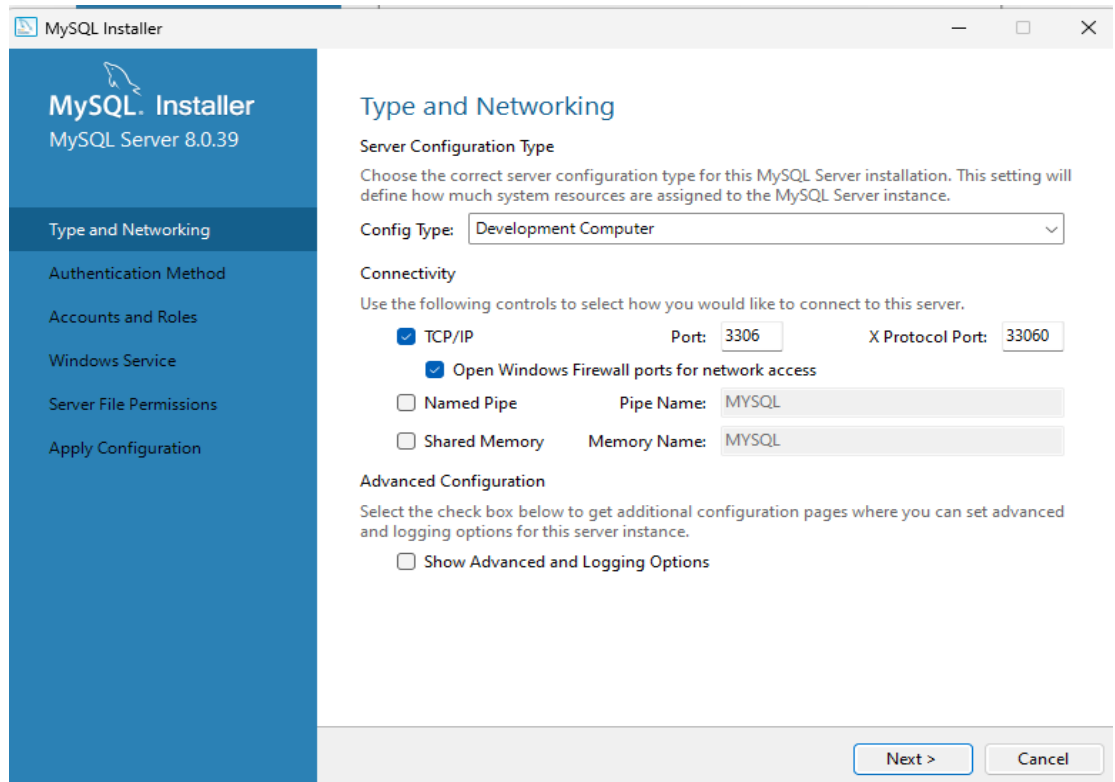 MySQL Installer
MySQL. Installer
MySQL Server 8.0.39
Type and Networking
Authentication Method
Accounts and Roles
Windows Service
Server File Permissions
Apply Configuration
Type and Networking
Server Configuration Type
Choose the correct server configuration type for this MySQL Server installation. This setting will
define how much system resources are assigned to the MySQL Server instance.
Config Type: Development Computer
Connectivity
Use the following controls to select how you would like to connect to this server.
TCP/IP Port: 3306 X Protocol Port: 33060
Open Windows Firewall ports for network access
Named Pipe Pipe Name: MYSQL
Shared Memory Memory Name: MYSQL
Advanced Configuration
Select the check box below to get additional configuration pages where you can set advanced
and logging options for this server instance.
Show Advanced and Logging Options
Next > Cancel